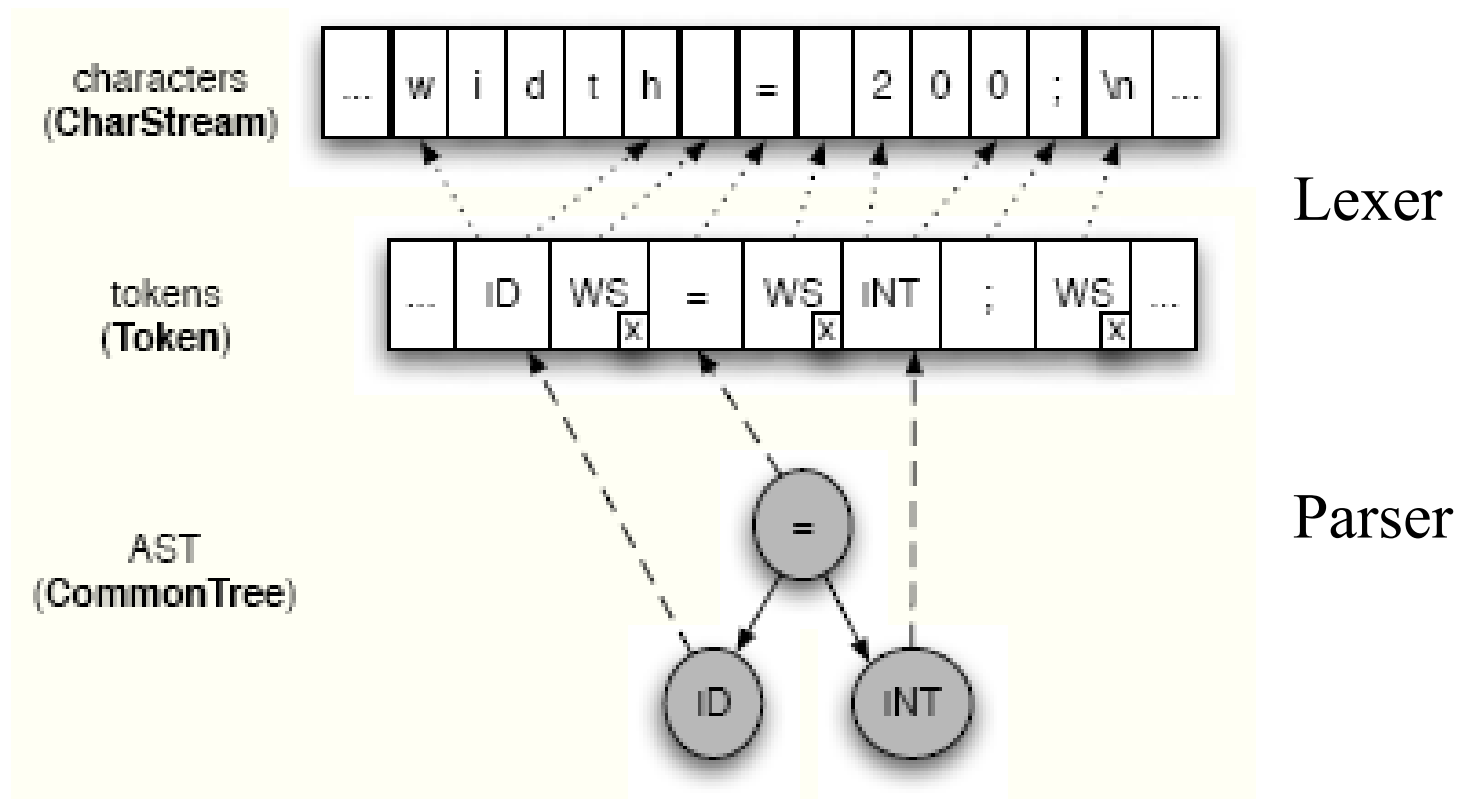 characters
(CharStream)
... w i d t h = 2 0 0 ; \n ...
Lexer
tokens
(Token)
... ID WS x = WS x INT ; WS x ...
=
Parser
AST
(CommonTree)
ID INT